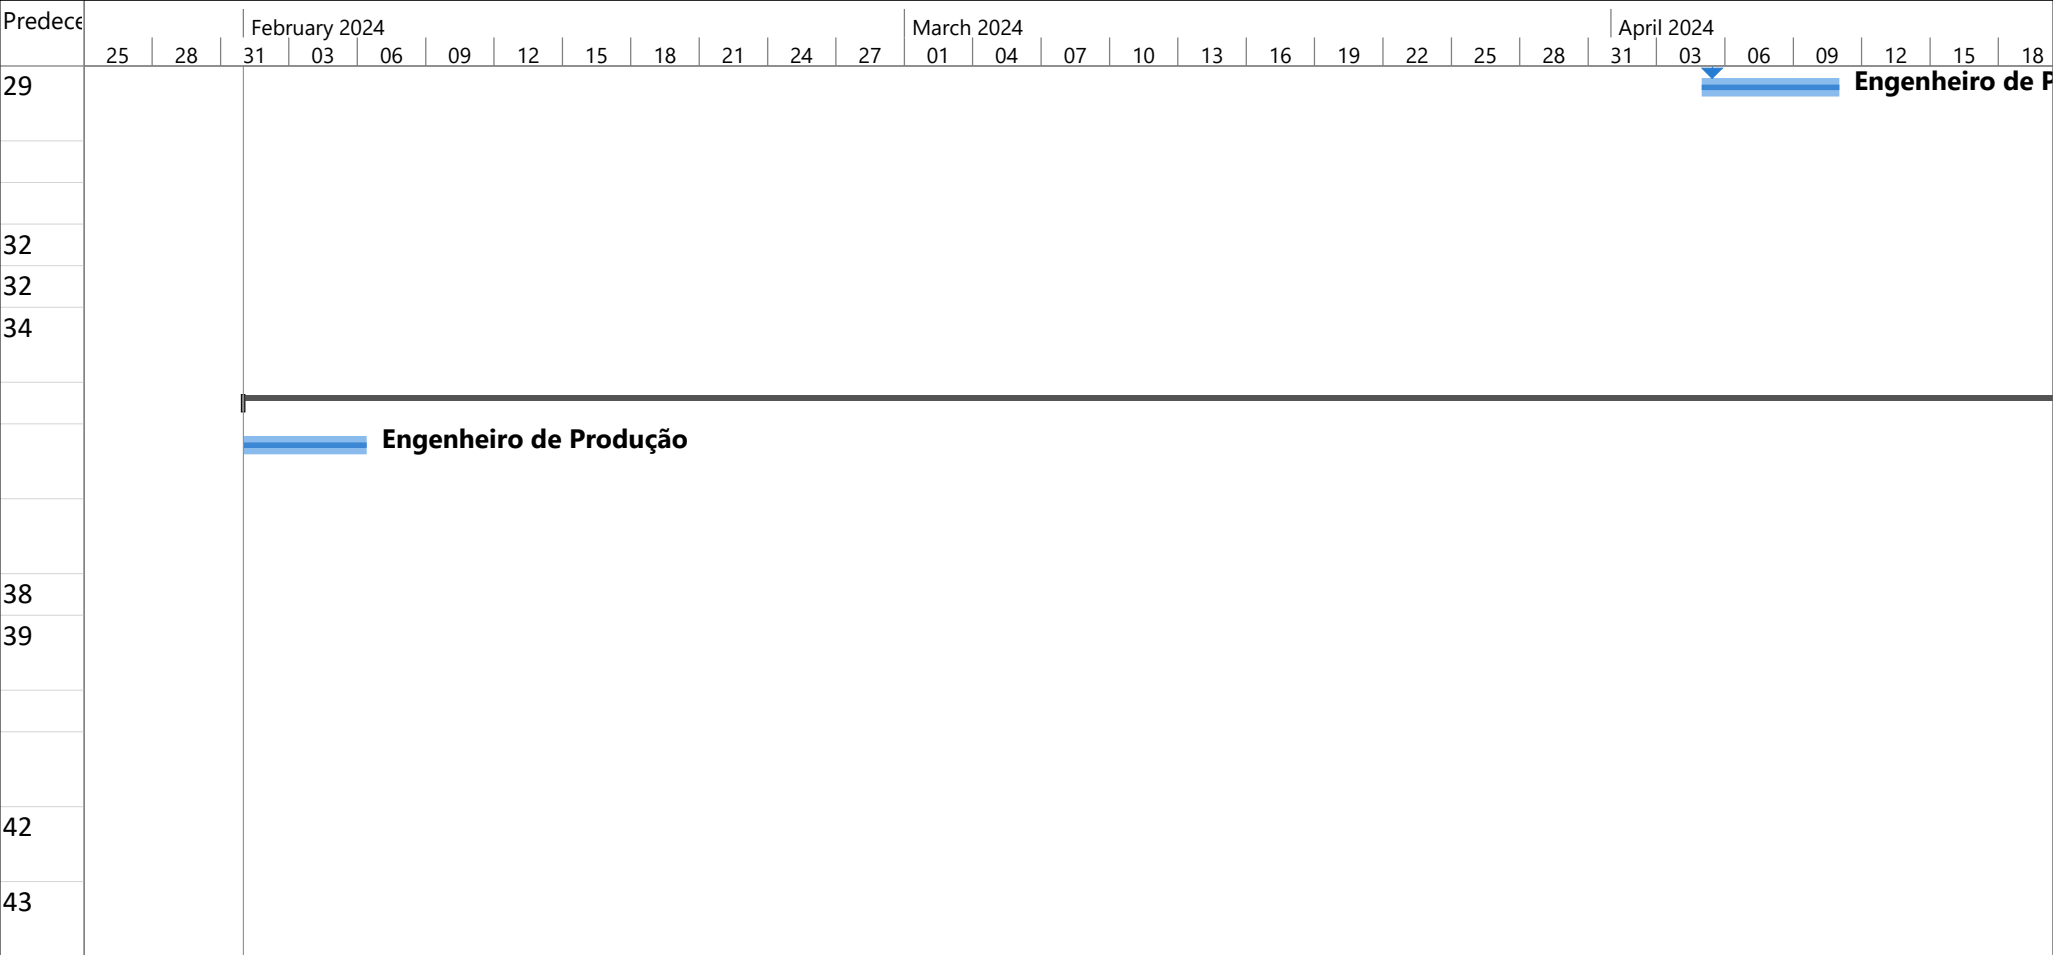 Predece
February 2024
March 2024
April 2024
25 28 31 03 06 09 12 15 18 21 24 27 01 04 07 10 13 16 19 22 25 28 31 03 06 09 12 15 18
29
Engenheiro de P
32
32
34
Engenheiro de Produção
38
39
42
43